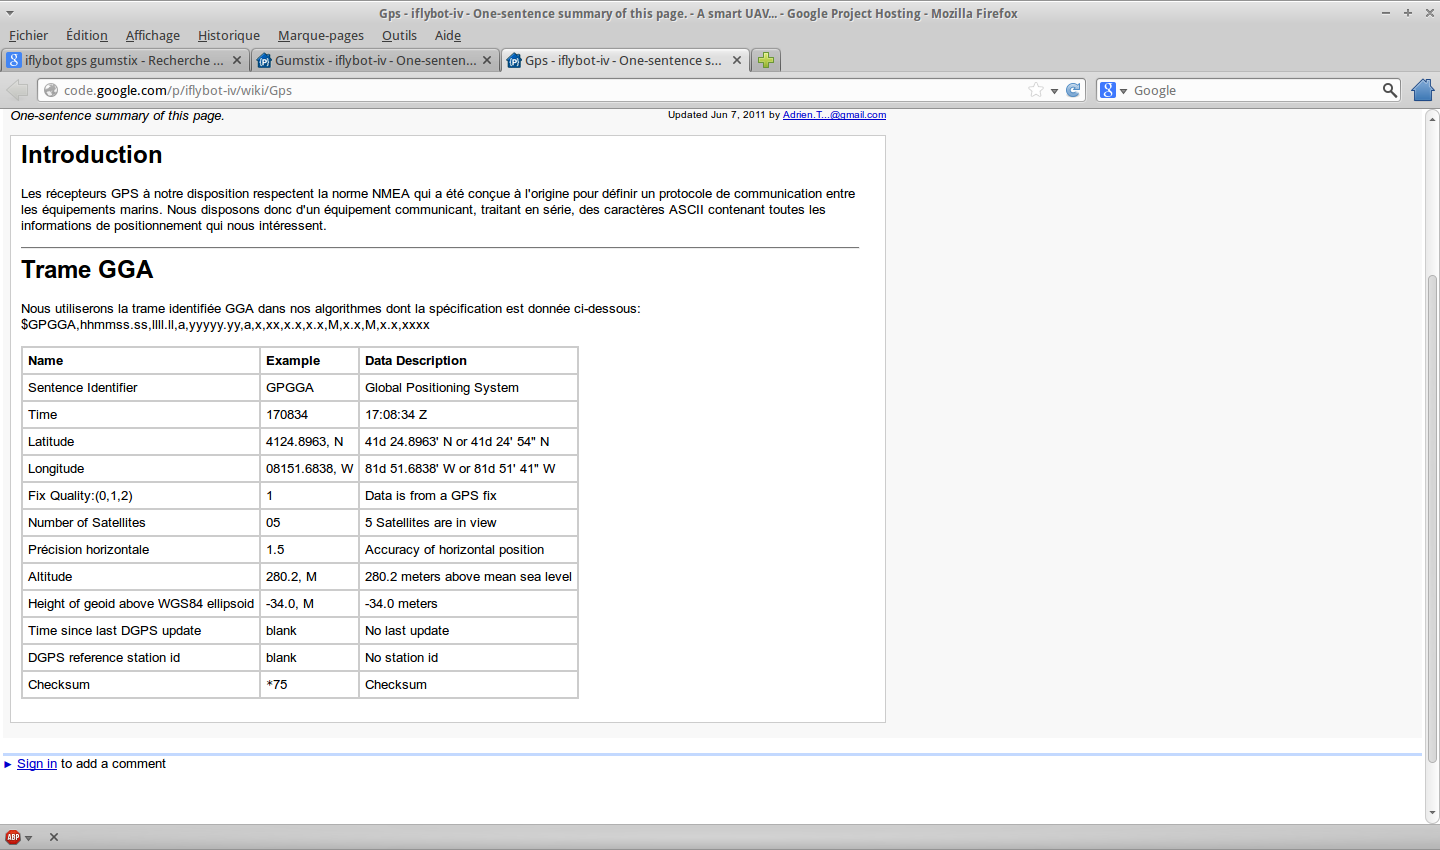 Gps - iflybot-iv - One-sentence summary of this page. - A smart UAV... - Google Project Hosting - Mozilla Firefox
Fichier Édition Affichage Historique Marque-pages Outils Aide
iflybot gps gumstix - Recherche ... Gumstix - iflybot-iv - One-senten... Gps - iflybot-iv - One-sentence s...
code.google.com/p/iflybot-iv/wiki/Gps Google
One-sentence summary of this page. Updated Jun 7, 2011 by Adrien.T...@gmail.com
Introduction
Les récepteurs GPS à notre disposition respectent la norme NMEA qui a été conçue à l'origine pour définir un protocole de communication entre
les équipements marins. Nous disposons donc d'un équipement communicant, traitant en série, des caractères ASCII contenant toutes les
informations de positionnement qui nous intéressent.
Trame GGA
Nous utiliserons la trame identifiée GGA dans nos algorithmes dont la spécification est donnée ci-dessous:
$GPGGA,hhmmss.ss,llll.ll,a,yyyyy.yy,a,x,xx,x.x,x.x,M,x.x,M,x.x,xxxx
Name Example Data Description
Sentence Identifier GPGGA Global Positioning System
Time 170834 17:08:34 Z
Latitude 4124.8963, N 41d 24.8963' N or 41d 24' 54" N
Longitude 08151.6838, W 81d 51.6838' W or 81d 51' 41" W
Fix Quality:(0,1,2) 1 Data is from a GPS fix
Number of Satellites 05 5 Satellites are in view
Précision horizontale 1.5 Accuracy of horizontal position
Altitude 280.2, M 280.2 meters above mean sea level
Height of geoid above WGS84 ellipsoid -34.0, M -34.0 meters
Time since last DGPS update blank No last update
DGPS reference station id blank No station id
Checksum *75 Checksum
Sign in to add a comment
ABP